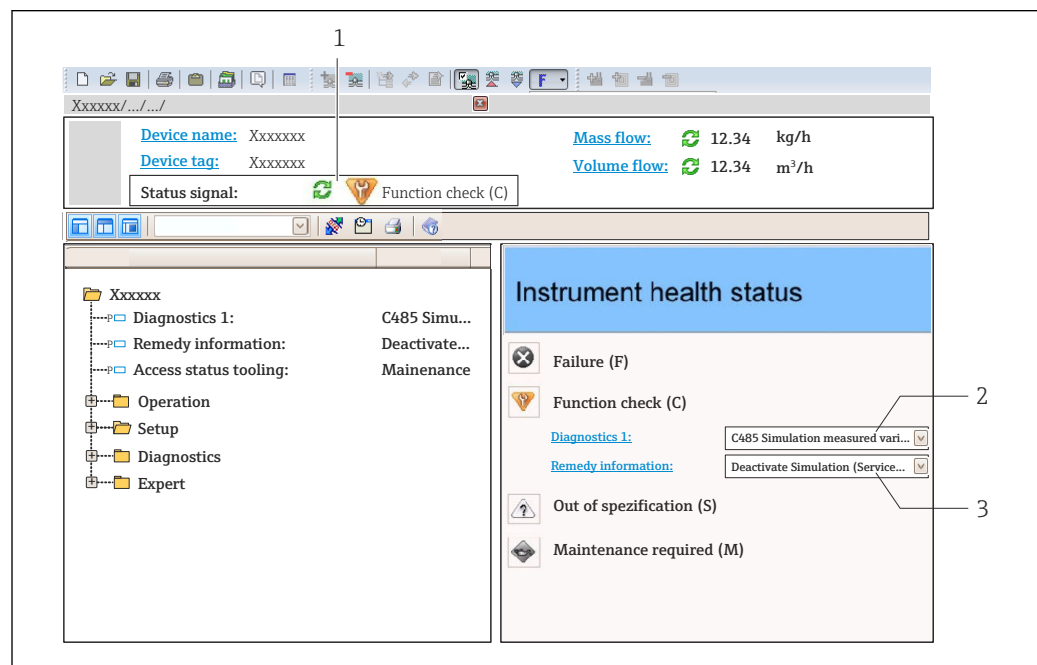 1
F
Xxxxxx/.../.../
Device name: Xxxxxxx
Mass flow: 12.34 kg/h
Device tag: Xxxxxxx
Volume flow: 12.34 m³/h
Status signal: Function check (C)
Xxxxxx
Diagnostics 1: C485 Simu...
Remedy information: Deactivate...
Access status tooling: Mainenance
Operation
Setup
Diagnostics
Expert
Instrument health status
Failure (F)
Function check (C)
2
Diagnostics 1: C485 Simulation measured vari...
Remedy information: Deactivate Simulation (Service...
Out of spezification (S)
3
Maintenance required (M)